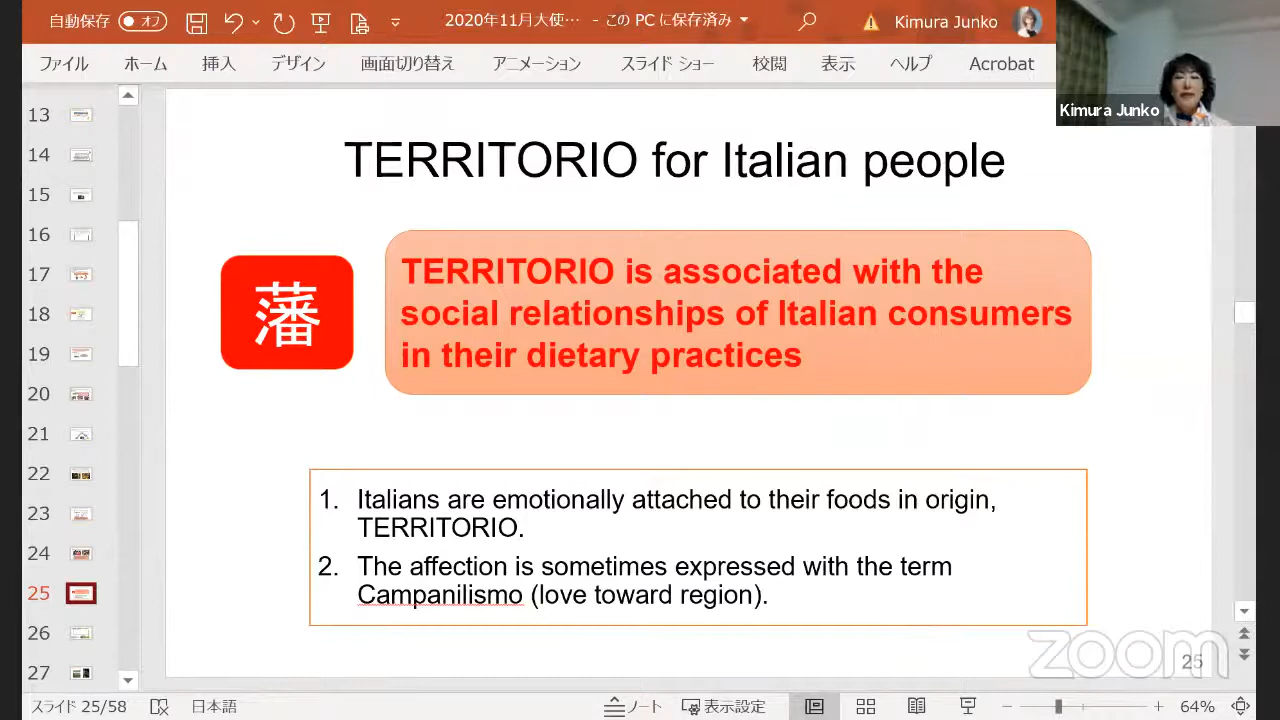 自動保存 オフ 2020年11月大使… - この PC に保存済み Kimura Junko
ファイル ホーム 挿入 デザイン 画面切り替え アニメーション スライド ショー 校閲 表示 ヘルプ Acrobat
Kimura Junko
13
14
15
16
17
18
19
20
21
22
23
24
25
26
27
TERRITORIO for Italian people
藩
TERRITORIO is associated with the
social relationships of Italian consumers
in their dietary practices
1. Italians are emotionally attached to their foods in origin,
TERRITORIO.
2. The affection is sometimes expressed with the term
Campanilismo (love toward region).
zoom
25
スライド 25/58 日本語 ノート 表示設定 64%